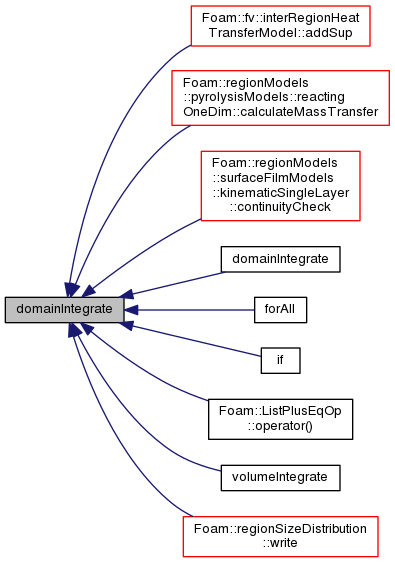 Foam::fv::interRegionHeat
TransferModel::addSup
Foam::regionModels
::pyrolysisModels::reacting
OneDim::calculateMassTransfer
Foam::regionModels
::surfaceFilmModels
::kinematicSingleLayer
::continuityCheck
domainIntegrate
domainIntegrate
forAll
if
Foam::ListPlusEqOp
::operator()
volumeIntegrate
Foam::regionSizeDistribution
::write